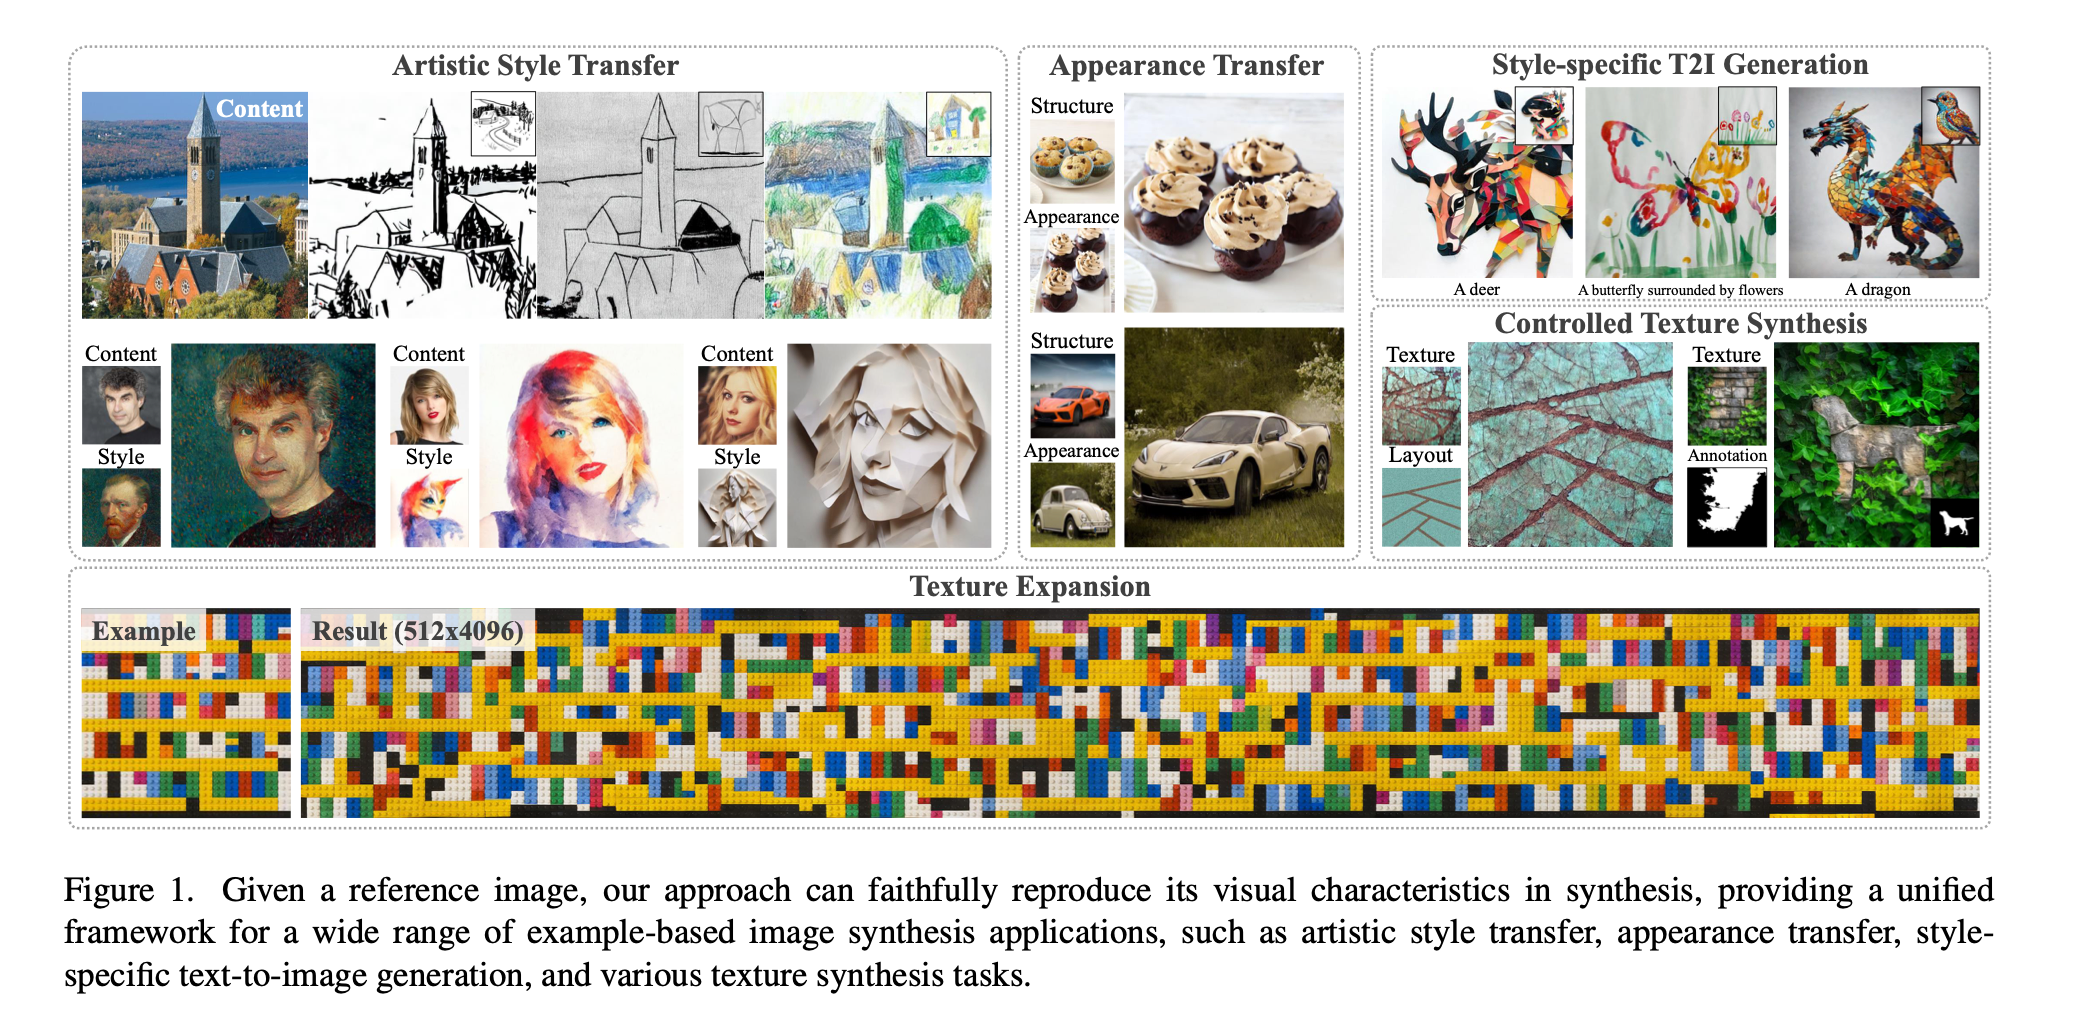 Artistic Style Transfer
Content
Content
Style
Content
Style
Content
Style
Appearance Transfer
Structure
Appearance
Structure
Appearance
Style-specific T2I Generation
A deer
A butterfly surrounded by flowers
A dragon
Controlled Texture Synthesis
Texture
Layout
Texture
Annotation
Texture Expansion
Example
Result (512x4096)
Figure 1. Given a reference image, our approach can faithfully reproduce its visual characteristics in synthesis, providing a unified
framework for a wide range of example-based image synthesis applications, such as artistic style transfer, appearance transfer, style-
specific text-to-image generation, and various texture synthesis tasks.